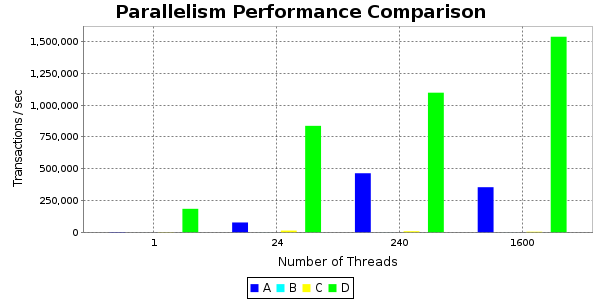 Parallelism Performance Comparison
1,500,000
1,250,000
1,000,000
750,000
500,000
250,000
0
Transactions / sec
1 24 240 1600
Number of Threads
A B C D